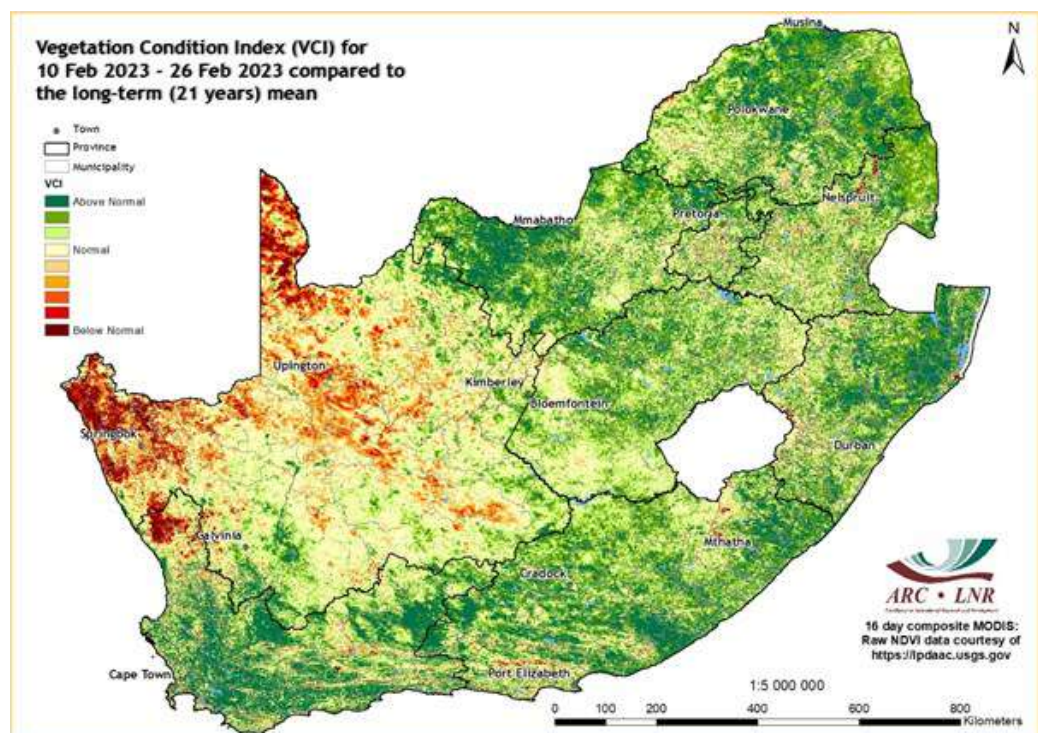 Vegetation Condition Index (VCI) for
10 Feb 2023 - 26 Feb 2023 compared to
the long-term (21 years) mean
Town
Province
Municipality
VCI
Above Normal
Normal
Below Normal
N
Musina
Polokwane
Nelspruit
Pretoria
Mmabatho
Upington
Kimberley
Bloemfontein
Springbok
Durban
Calvinia
Mthatha
Cradock
Cape Town
Port Elizabeth
ARC • LNR
16 day composite MODIS:
Raw NDVI data courtesy of
https://lpdaac.usgs.gov
1:5 000 000
0 100 200 400 600 800
Kilometers